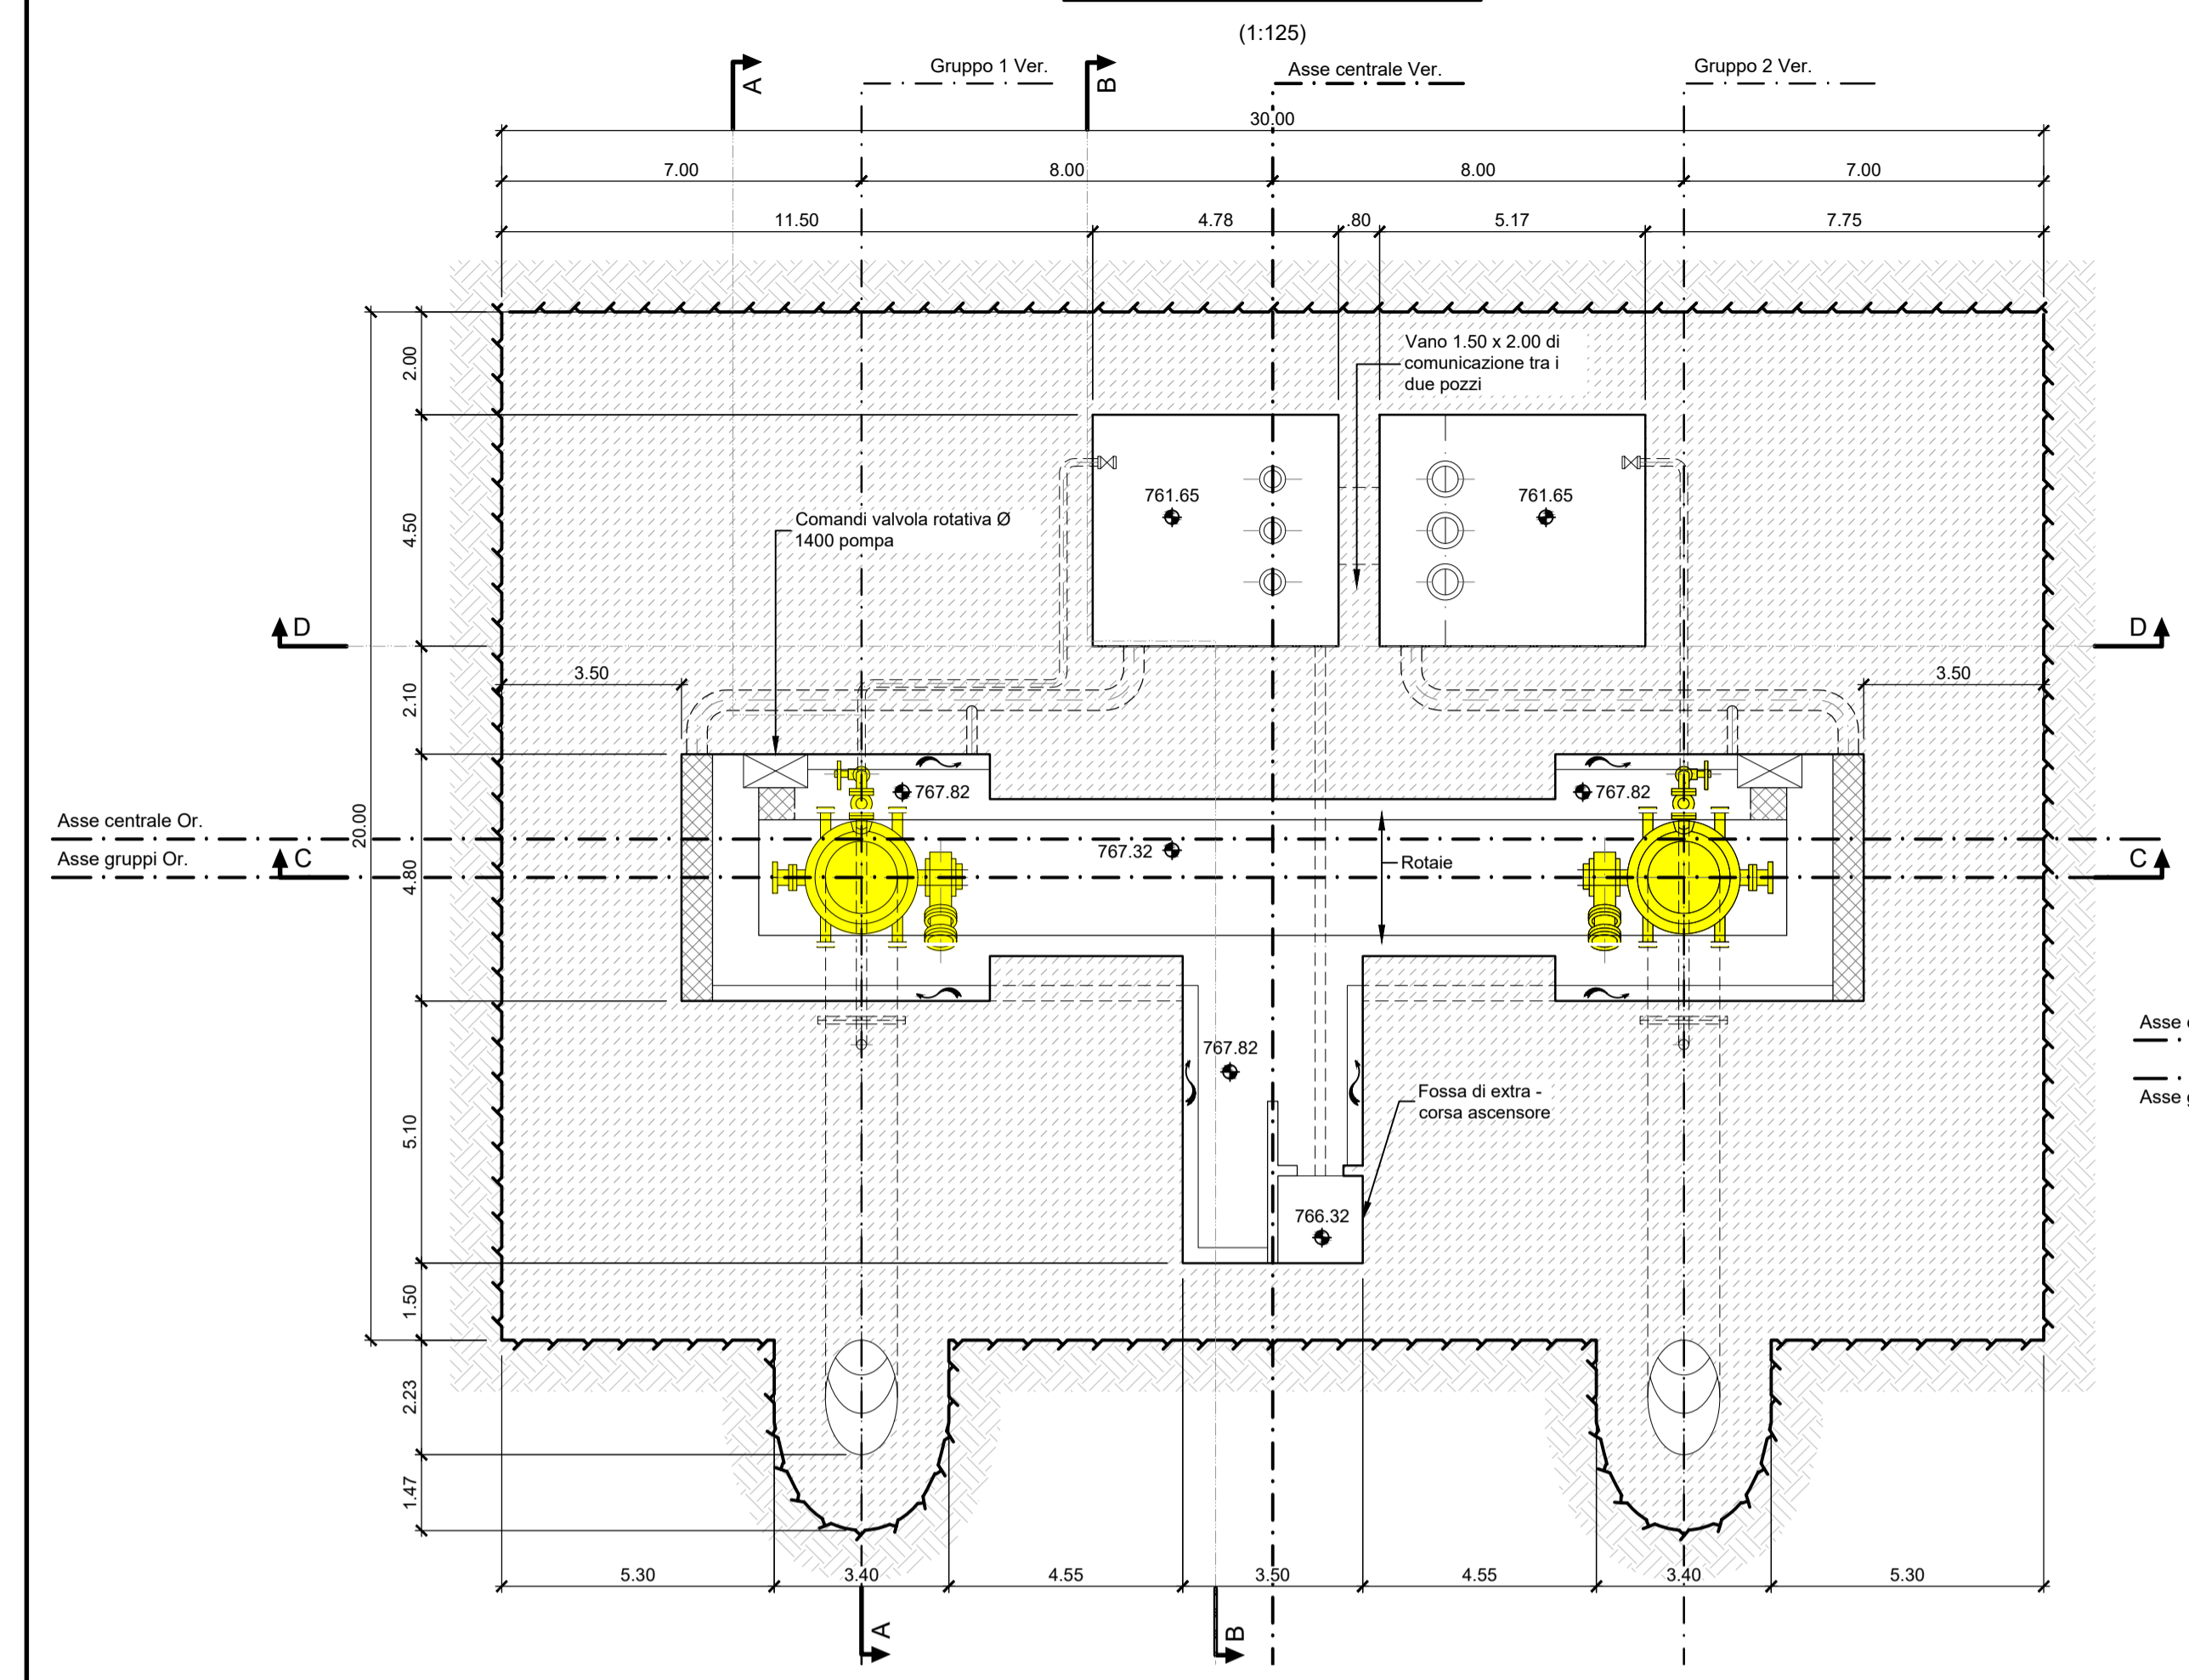 (1:125)
A
B
Gruppo 1 Ver.
Asse centrale Ver.
Gruppo 2 Ver.
30.00
7.00
8.00
8.00
7.00
11.50
4.78
.80
5.17
7.75
Vano 1.50 x 2.00 di
comunicazione tra i
due pozzi
2.00
4.50
2.10
20.00
4.80
5.10
1.50
2.23
1.47
761.65
761.65
Comandi valvola rotativa Ø
1400 pompa
D
D
3.50
3.50
767.82
767.82
Asse centrale Or.
Asse gruppi Or.
C
C
767.32
Rotaie
767.82
Fossa di extra -
corsa ascensore
766.32
Asse
Asse
5.30
3.40
4.55
3.50
4.55
3.40
5.30
A
B